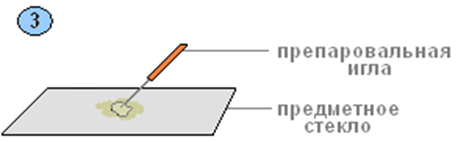 3
препаровальная
игла
предметное
стекло